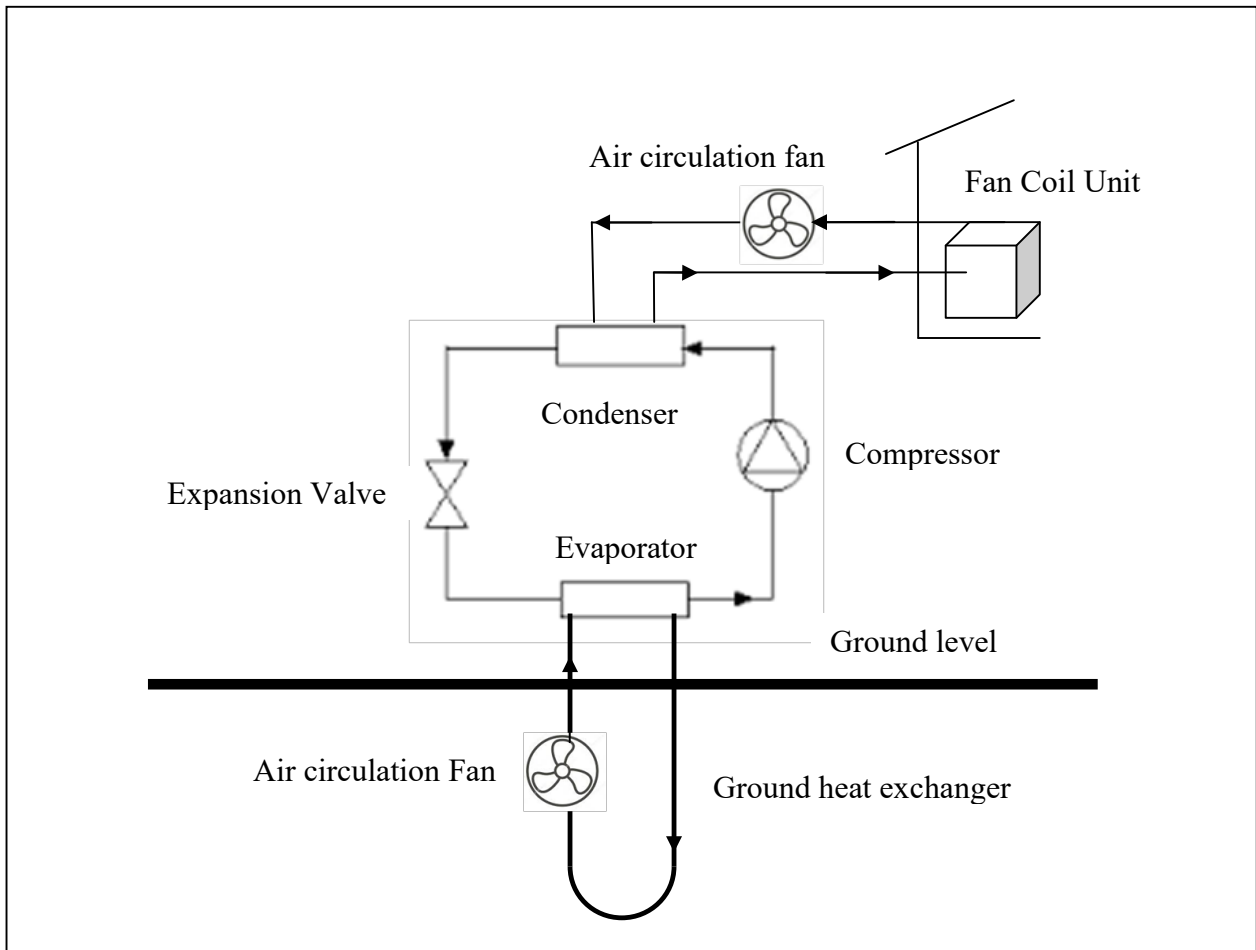 Air circulation fan
Fan Coil Unit
Condenser
Compressor
Expansion Valve
Evaporator
Ground level
Air circulation Fan
Ground heat exchanger